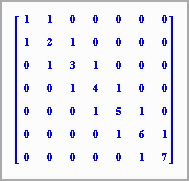 1 1 0 0 0 0 0
1 2 1 0 0 0 0
0 1 3 1 0 0 0
0 0 1 4 1 0 0
0 0 0 1 5 1 0
0 0 0 0 1 6 1
0 0 0 0 0 1 7